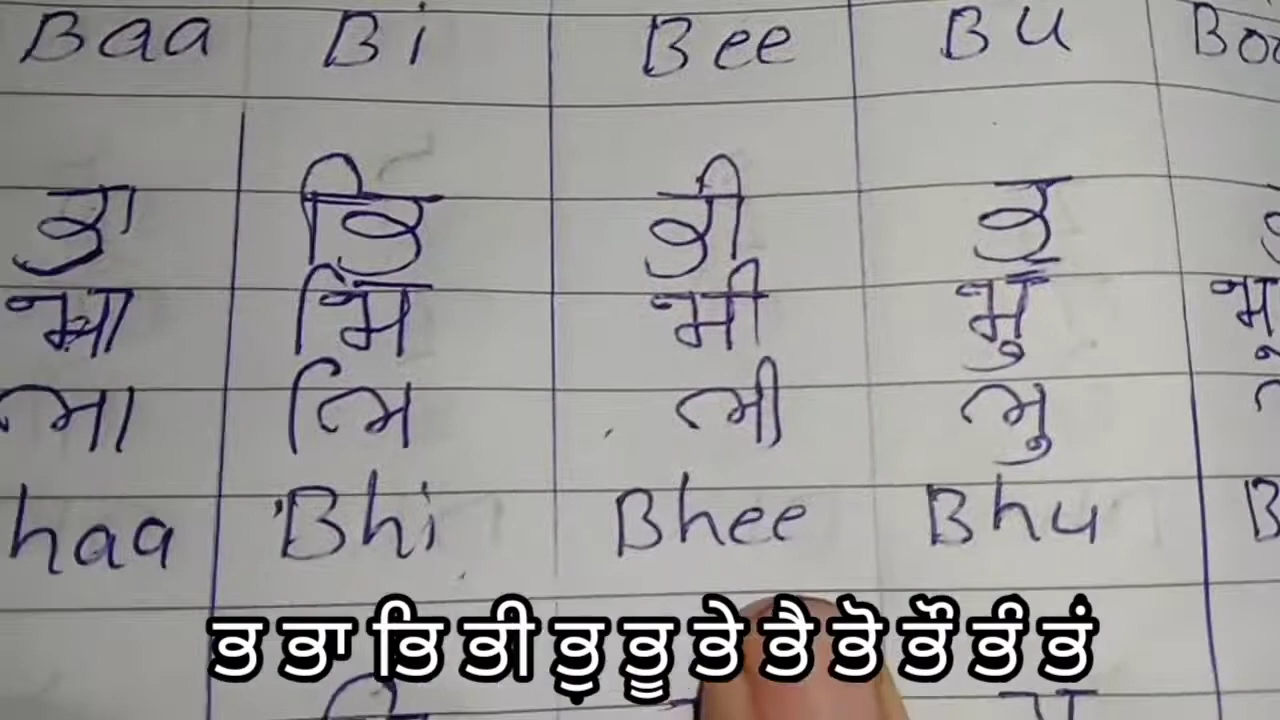 Baa Bi Bee Bu
ਭਾ ਭਿ ਭੀ ਭੁ
भा भि भी भु भू
ભા ભિ ભી ભુ
haa Bhi Bhee Bhu B
ਭ ਭਾ ਭਿ ਭੀ ਭੁ ਭੂ ਭੇ ਭੈ ਭੋ ਭੌ ਭੰ ਭਂ